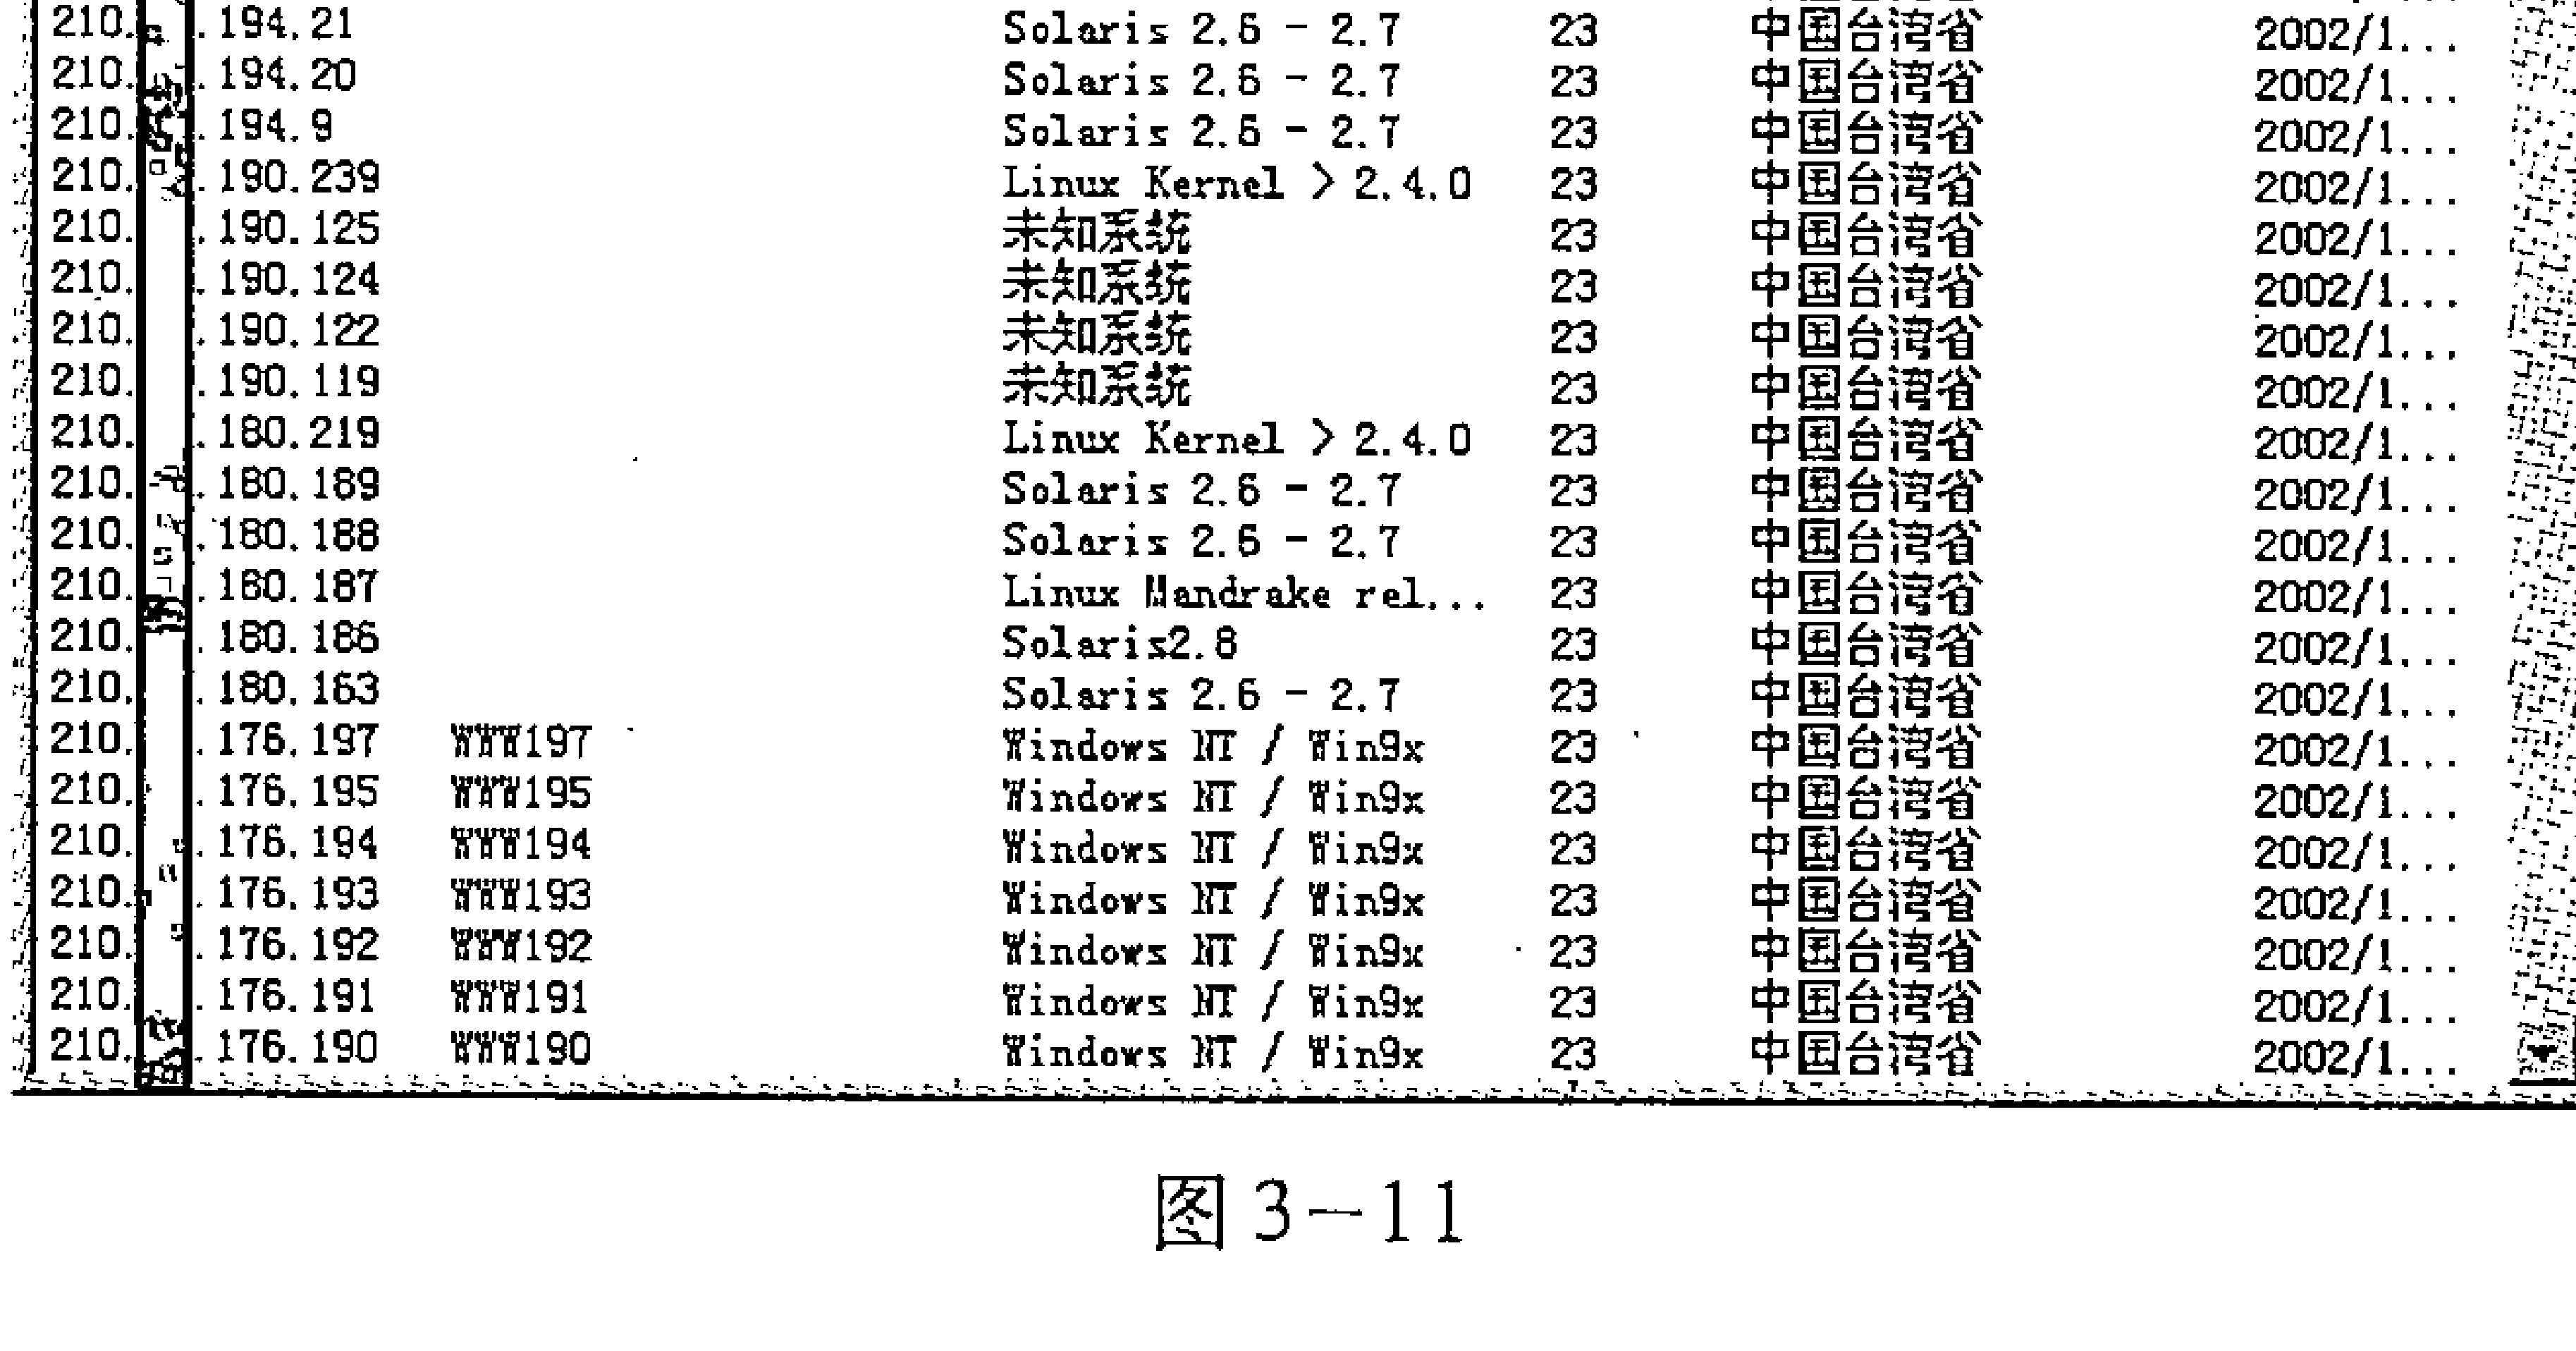 210. .194.21 Solaris 2.6 - 2.7 23 中国台湾省 2002/1...
210. .194.20 Solaris 2.6 - 2.7 23 中国台湾省 2002/1...
210. .194.9 Solaris 2.6 - 2.7 23 中国台湾省 2002/1...
210. .190.239 Linux Kernel > 2.4.0 23 中国台湾省 2002/1...
210. .190.125 未知系统 23 中国台湾省 2002/1...
210. .190.124 未知系统 23 中国台湾省 2002/1...
210. .190.122 未知系统 23 中国台湾省 2002/1...
210. .190.119 未知系统 23 中国台湾省 2002/1...
210. .180.219 Linux Kernel > 2.4.0 23 中国台湾省 2002/1...
210. .180.189 Solaris 2.6 - 2.7 23 中国台湾省 2002/1...
210. .180.188 Solaris 2.6 - 2.7 23 中国台湾省 2002/1...
210. .180.187 Linux Mandrake rel... 23 中国台湾省 2002/1...
210. .180.186 Solaris2.8 23 中国台湾省 2002/1...
210. .180.163 Solaris 2.6 - 2.7 23 中国台湾省 2002/1...
210. .176.197 WWW197 Windows NT / Win9x 23 中国台湾省 2002/1...
210. .176.195 WWW195 Windows NT / Win9x 23 中国台湾省 2002/1...
210. .176.194 WWW194 Windows NT / Win9x 23 中国台湾省 2002/1...
210. .176.193 WWW193 Windows NT / Win9x 23 中国台湾省 2002/1...
210. .176.192 WWW192 Windows NT / Win9x 23 中国台湾省 2002/1...
210. .176.191 WWW191 Windows NT / Win9x 23 中国台湾省 2002/1...
210. .176.190 WWW190 Windows NT / Win9x 23 中国台湾省 2002/1...
图 3-11